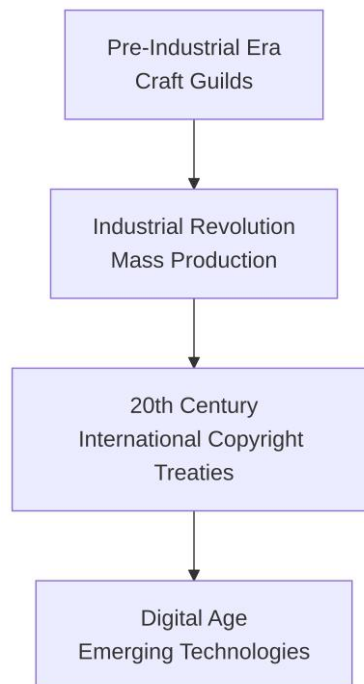 Pre-Industrial Era
Craft Guilds
Industrial Revolution
Mass Production
20th Century
International Copyright
Treaties
Digital Age
Emerging Technologies